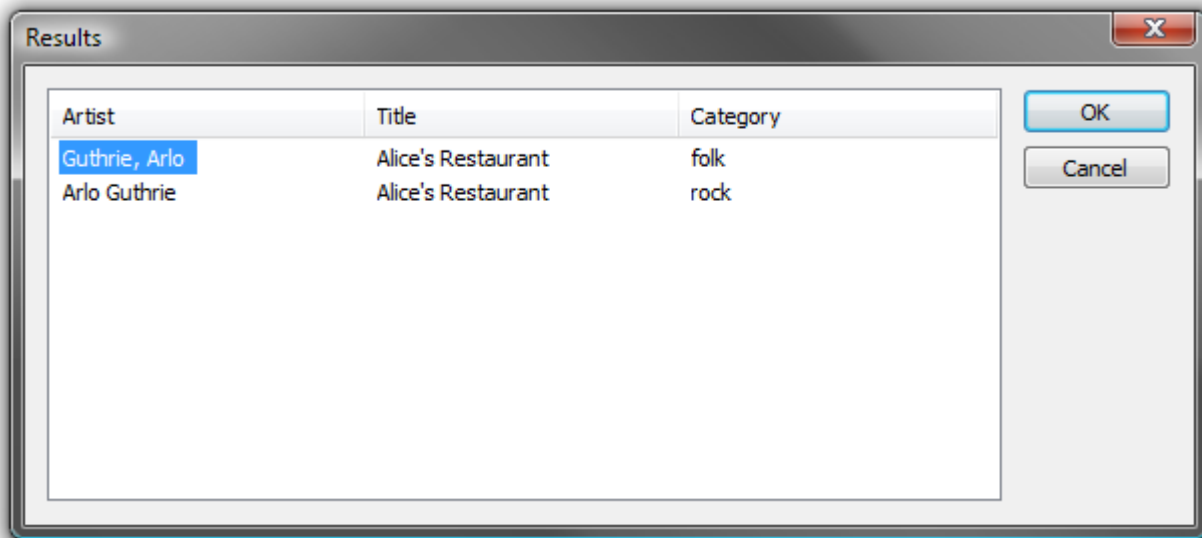 Results
Artist Title Category OK
Guthrie, Arlo Alice's Restaurant folk Cancel
Arlo Guthrie Alice's Restaurant rock